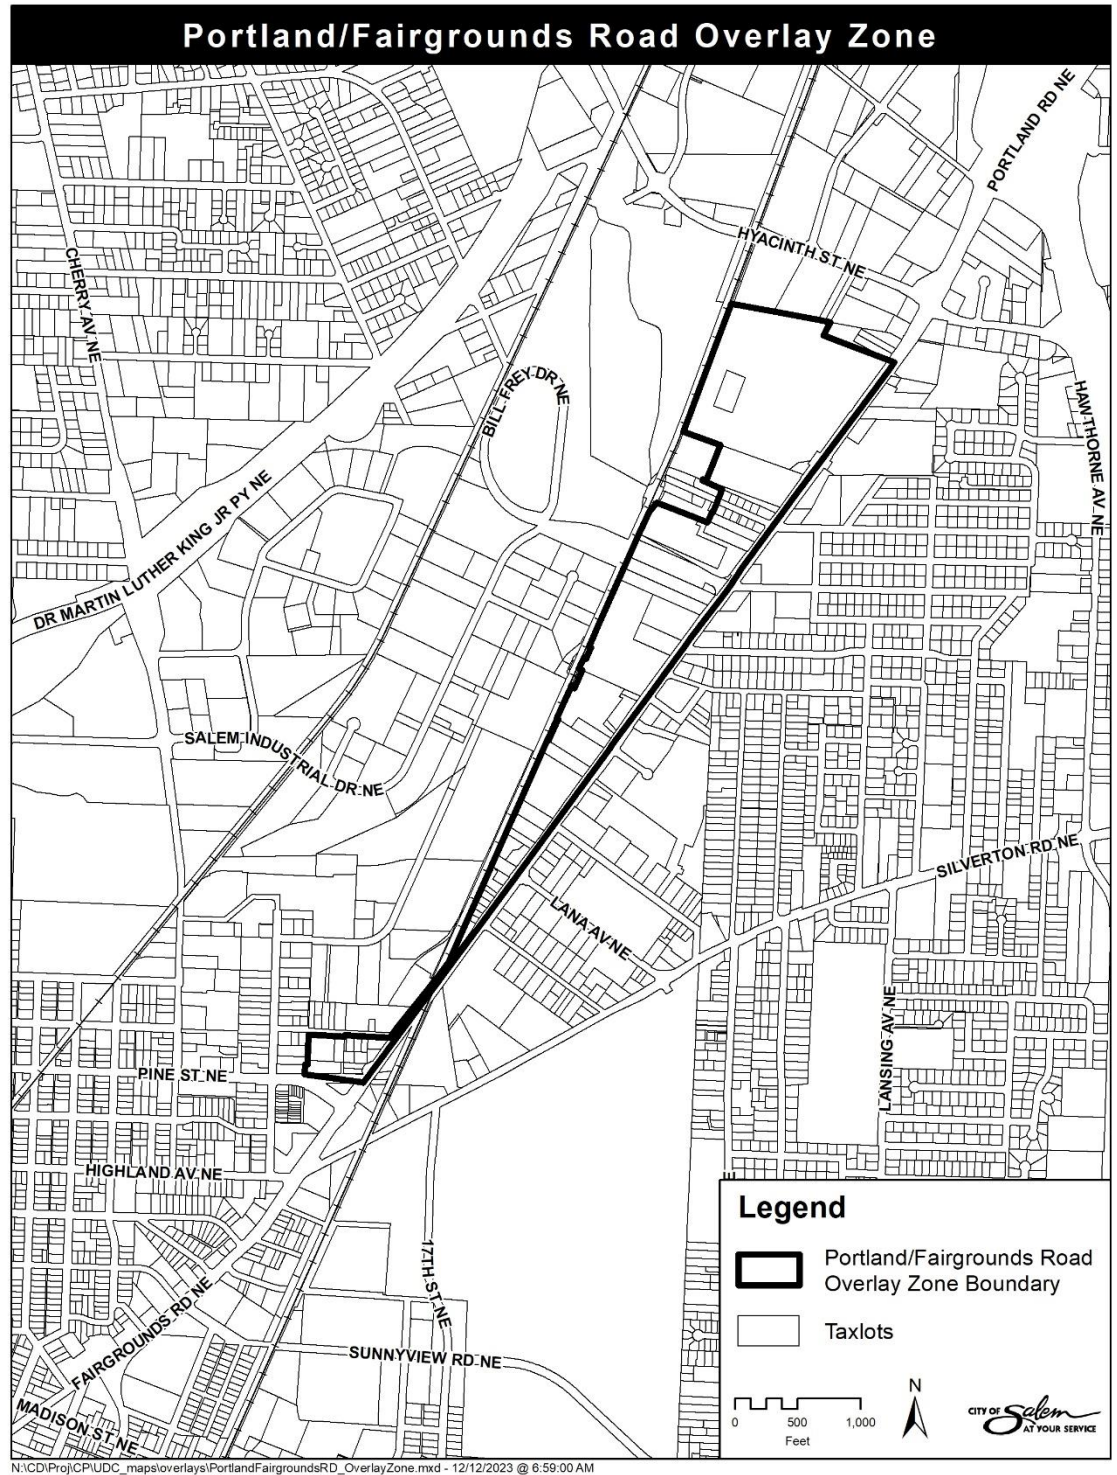 Portland/Fairgrounds Road Overlay Zone
PORTLAND RD NE
HYACINTH ST NE
CHERRY AV NE
BILL FREY DR NE
HAWTHORNE AV NE
DR MARTIN LUTHER KING JR PY NE
SALEM INDUSTRIAL DR NE
SILVERTON RD NE
LANA AV NE
LANSING AV NE
PINE ST NE
HIGHLAND AV NE
17TH ST NE
FAIRGROUNDS RD NE
SUNNYVIEW RD NE
MADISON ST NE
Legend
Portland/Fairgrounds Road
Overlay Zone Boundary
Taxlots
N
0 500 1,000
Feet
CITY OF Salem
AT YOUR SERVICE
N:\CD\Proj\CP\UDC_maps\overlays\PortlandFairgroundsRD_OverlayZone.mxd - 12/12/2023 @ 6:59:00 AM